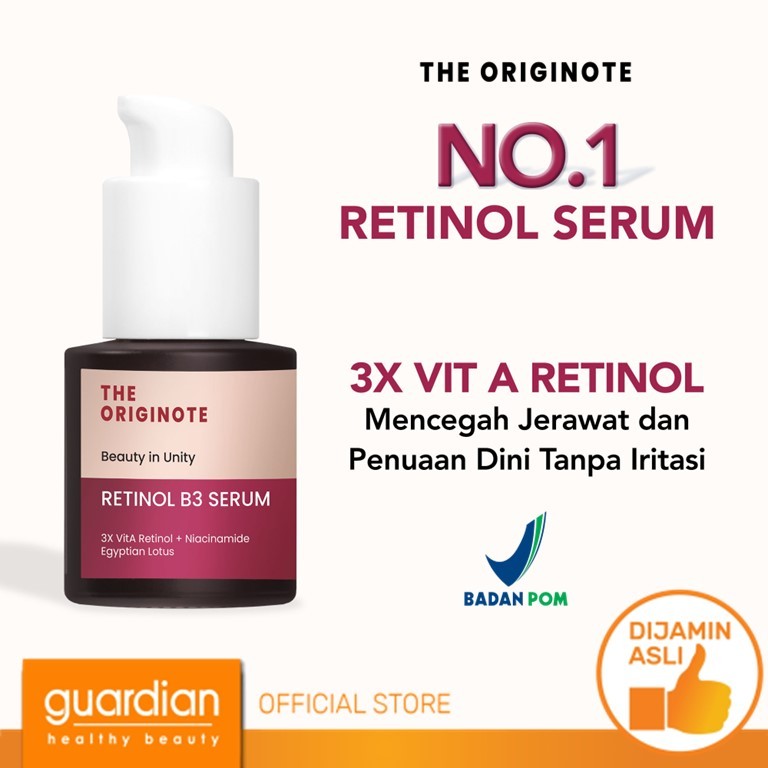 THE ORIGINOTE
NO.1
RETINOL SERUM
3X VIT A RETINOL
Mencegah Jerawat dan
Penuaan Dini Tanpa Iritasi
BADAN POM
THE
ORIGINOTE
Beauty in Unity
RETINOL B3 SERUM
3X VitA Retinol + Niacinamide
Egyptian Lotus
DIJAMIN
ASLI
guardian
healthy beauty
OFFICIAL STORE